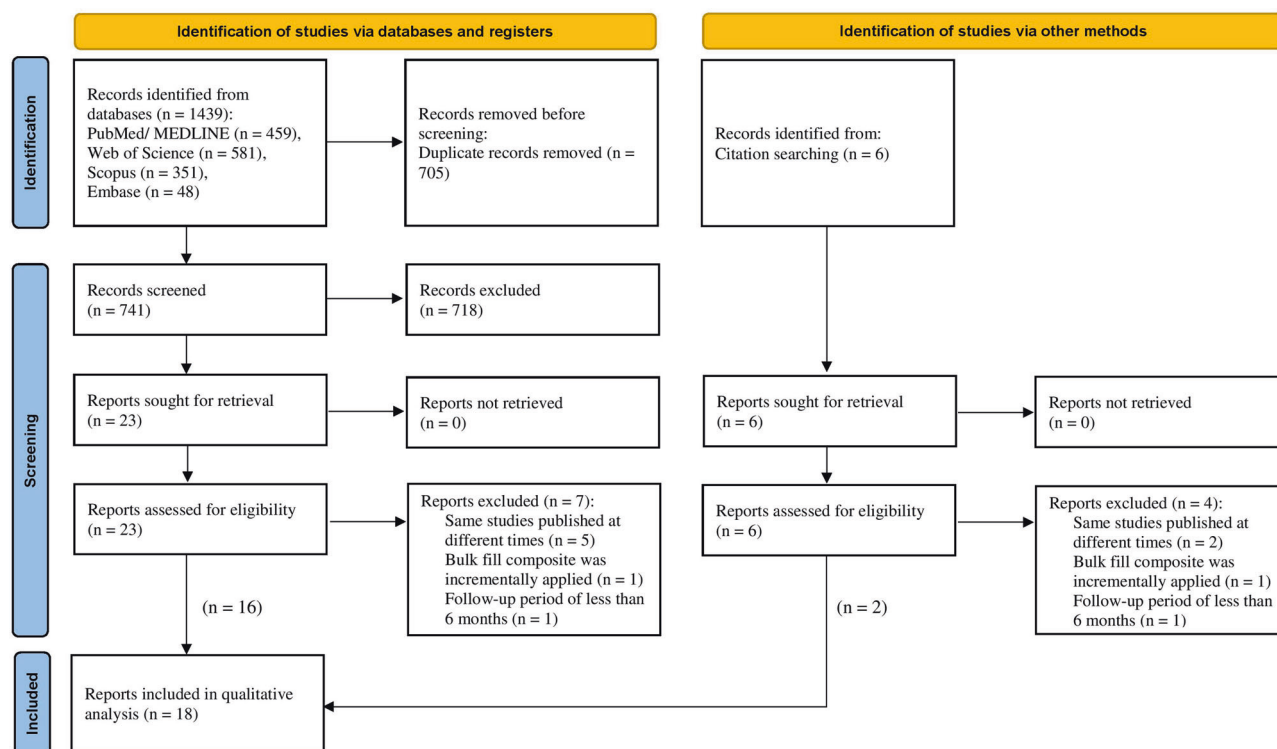 Identification of studies via databases and registers
Identification of studies via other methods
Identification
Records identified from
databases (n = 1439):
PubMed/ MEDLINE (n = 459),
Web of Science (n = 581),
Scopus (n = 351),
Embase (n = 48)
Records removed before
screening:
Duplicate records removed (n =
705)
Records identified from:
Citation searching (n = 6)
Screening
Records screened
(n = 741)
Records excluded
(n = 718)
Reports sought for retrieval
(n = 23)
Reports not retrieved
(n = 0)
Reports sought for retrieval
(n = 6)
Reports not retrieved
(n = 0)
Reports assessed for eligibility
(n = 23)
Reports excluded (n = 7):
Same studies published at
different times (n = 5)
Bulk fill composite was
incrementally applied (n = 1)
Follow-up period of less than
6 months (n = 1)
Reports assessed for eligibility
(n = 6)
Reports excluded (n = 4):
Same studies published at
different times (n = 2)
Bulk fill composite was
incrementally applied (n = 1)
Follow-up period of less than
6 months (n = 1)
(n = 16)
(n = 2)
Included
Reports included in qualitative
analysis (n = 18)